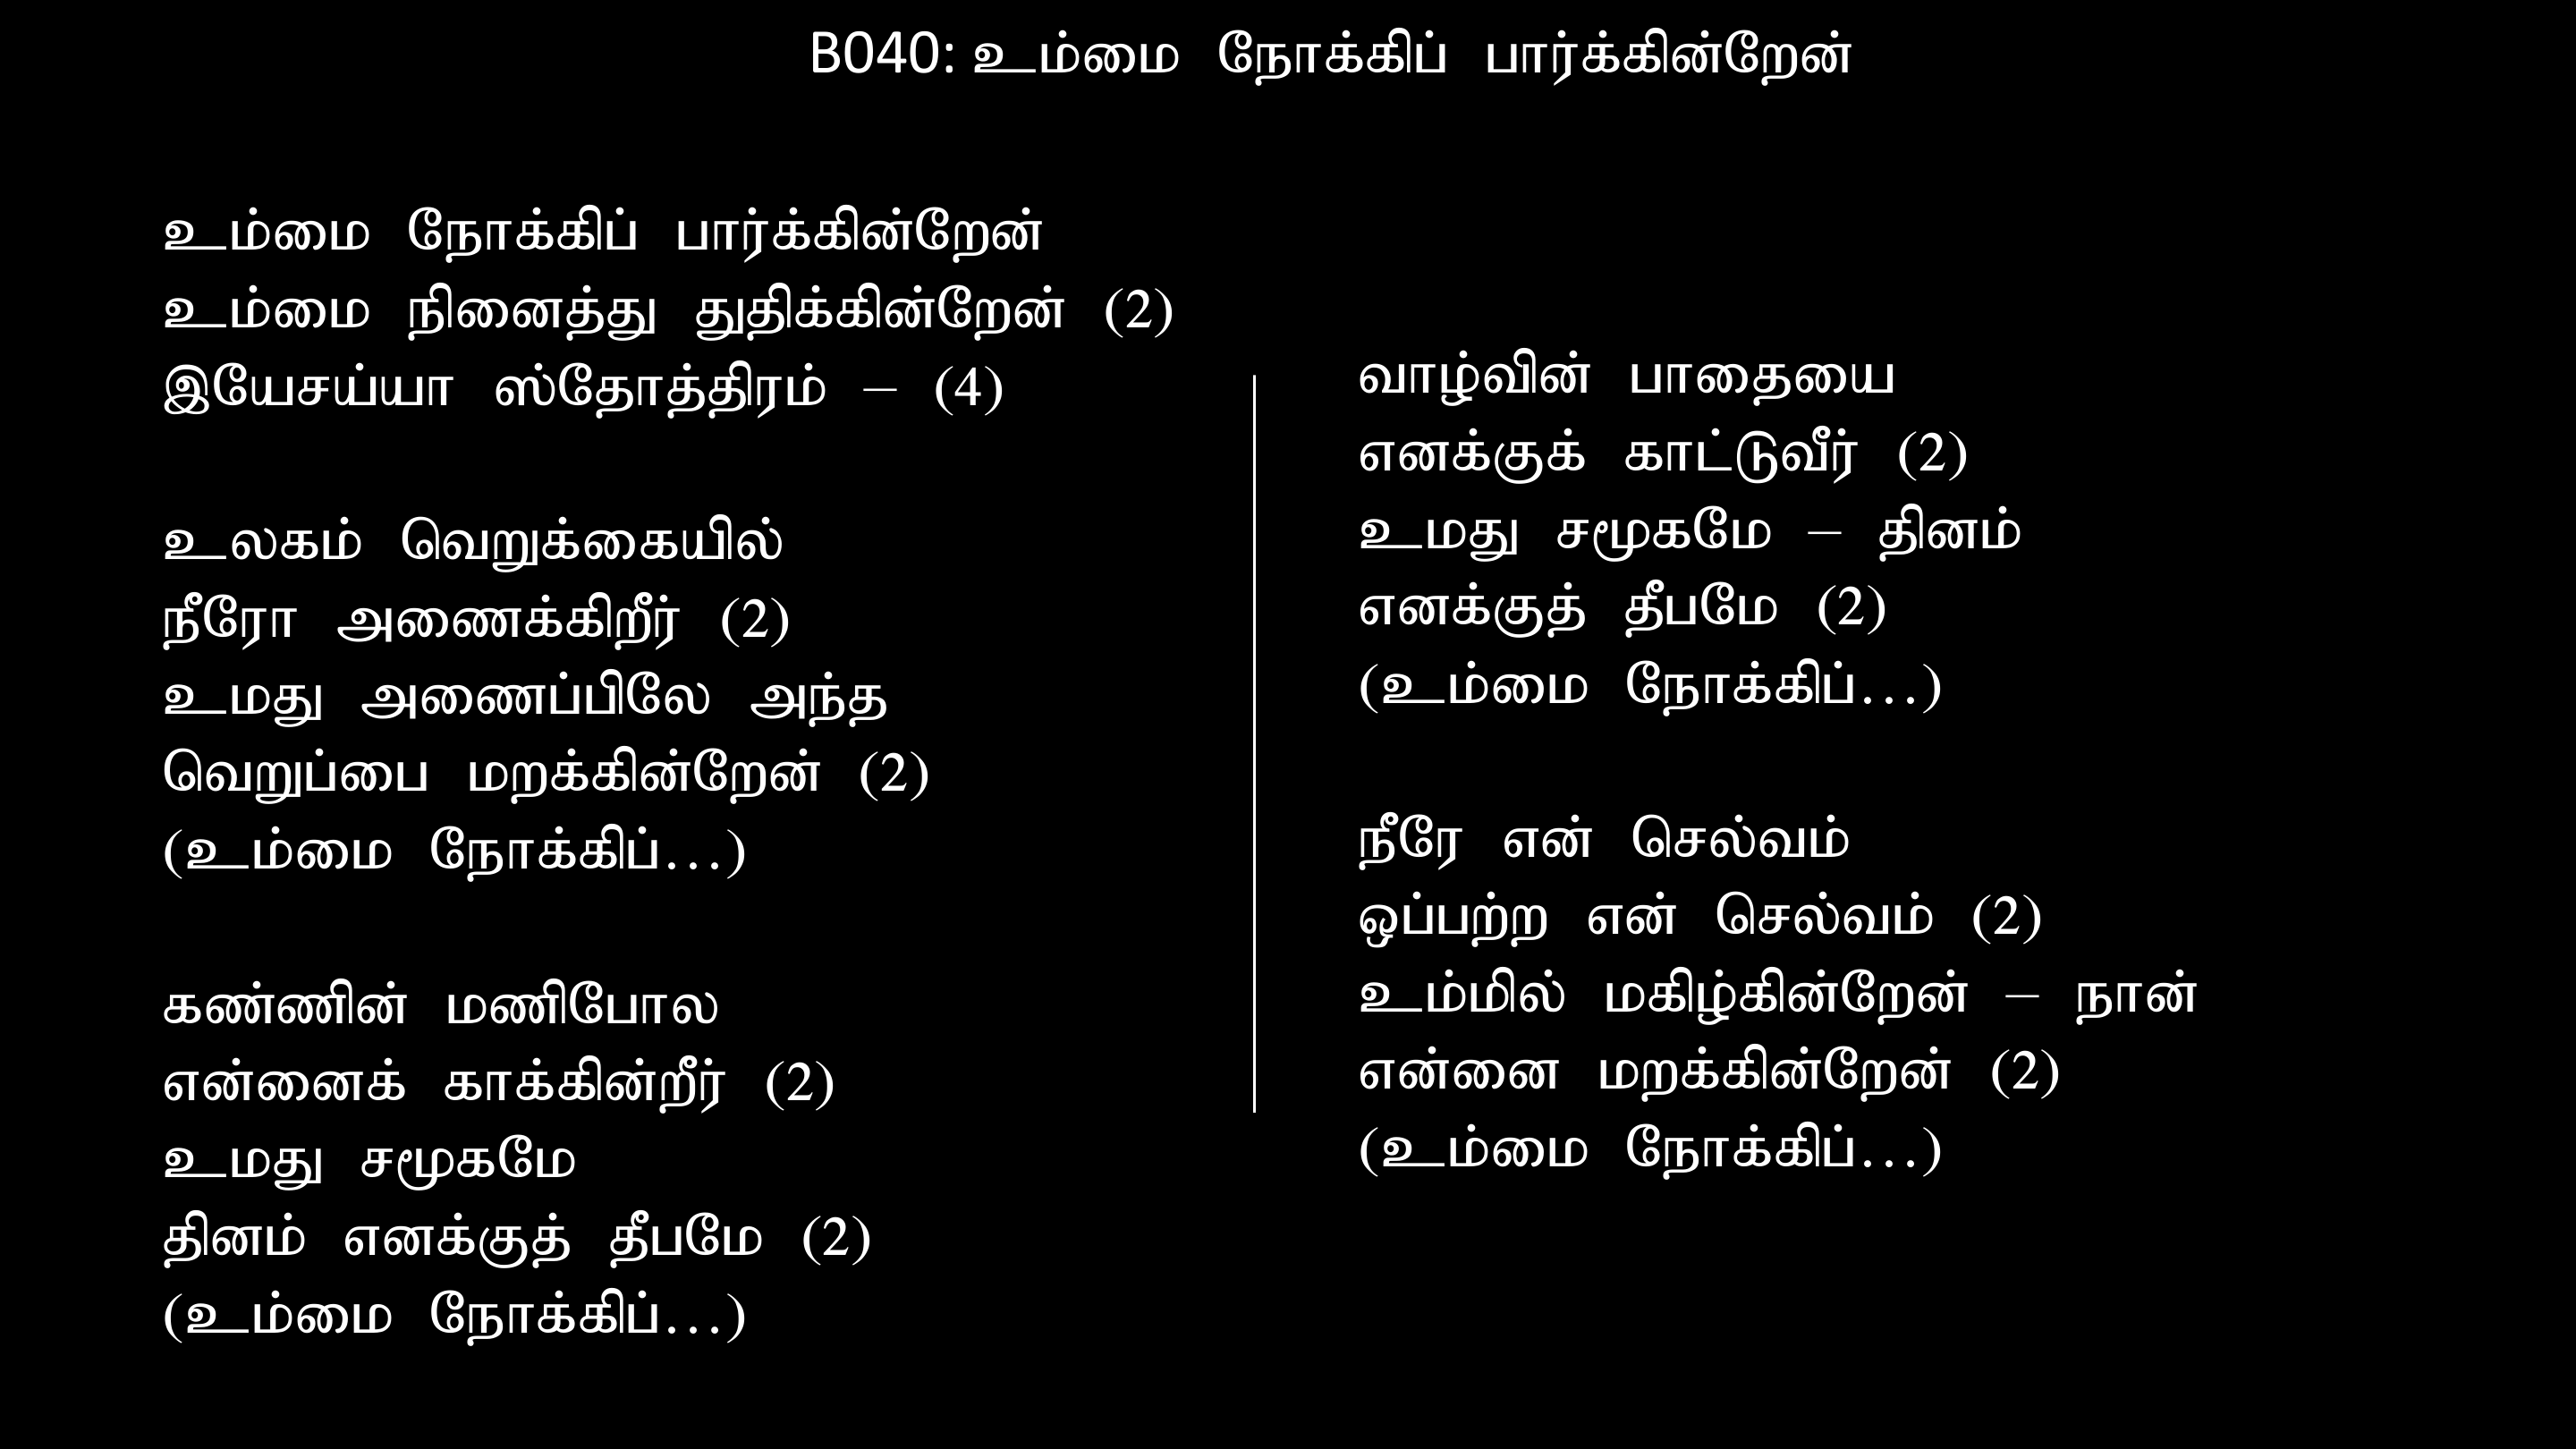 B040: உம்மை நோக்கிப் பார்க்கின்றேன்
உம்மை நோக்கிப் பார்க்கின்றேன்
உம்மை நினைத்து துதிக்கின்றேன் (2)
இயேசய்யா ஸ்தோத்திரம் – (4)
உலகம் வெறுக்கையில்
நீரோ அணைக்கிறீர் (2)
உமது அணைப்பிலே அந்த
வெறுப்பை மறக்கின்றேன் (2)
(உம்மை நோக்கிப்...)
கண்ணின் மணிபோல
என்னைக் காக்கின்றீர் (2)
உமது சமூகமே
தினம் எனக்குத் தீபமே (2)
(உம்மை நோக்கிப்...)
வாழ்வின் பாதையை
எனக்குக் காட்டுவீர் (2)
உமது சமூகமே – தினம்
எனக்குத் தீபமே (2)
(உம்மை நோக்கிப்...)
நீரே என் செல்வம்
ஒப்பற்ற என் செல்வம் (2)
உம்மில் மகிழ்கின்றேன் – நான்
என்னை மறக்கின்றேன் (2)
(உம்மை நோக்கிப்...)